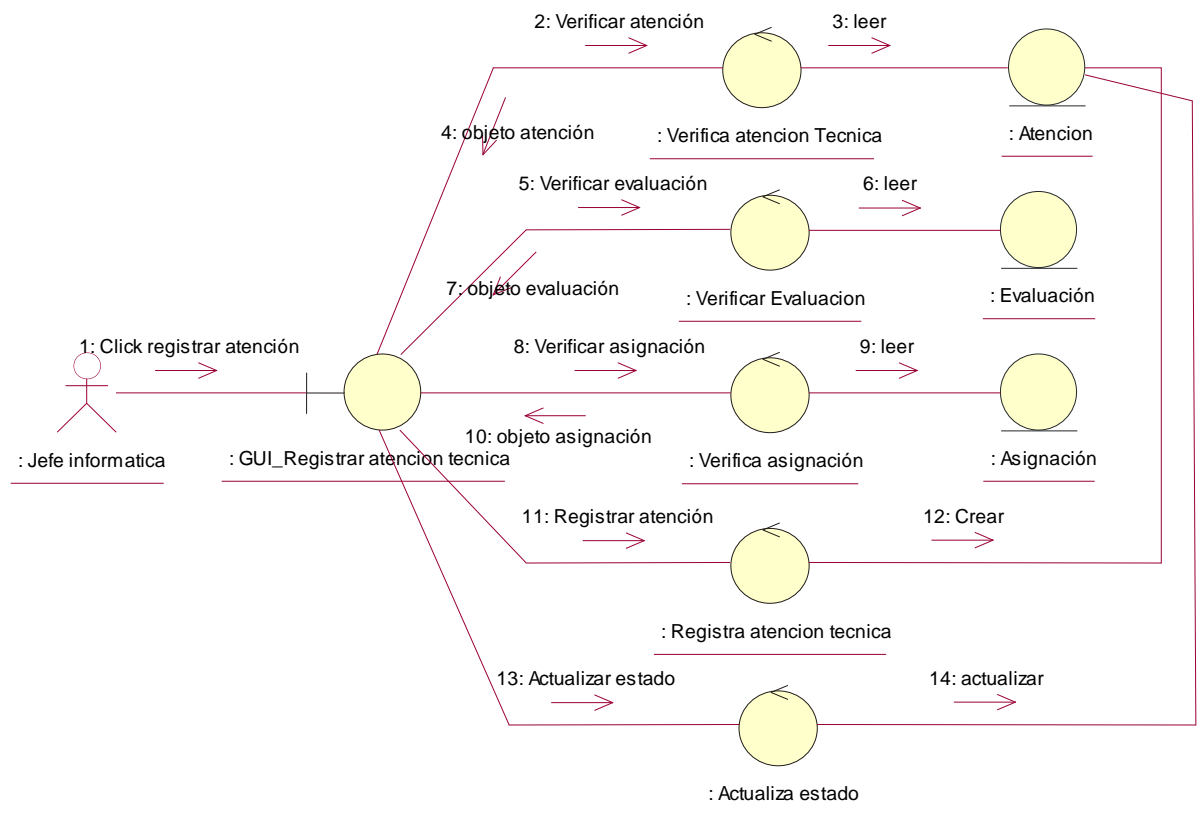 2: Verificar atención
3: leer
4: objeto atención
: Verifica atencion Tecnica
: Atencion
5: Verificar evaluación
6: leer
7: objeto evaluación
: Verificar Evaluacion
: Evaluación
1: Click registrar atención
8: Verificar asignación
9: leer
10: objeto asignación
: Jefe informatica
: GUI_Registrar atencion tecnica
: Verifica asignación
: Asignación
11: Registrar atención
12: Crear
: Registra atencion tecnica
13: Actualizar estado
14: actualizar
: Actualiza estado